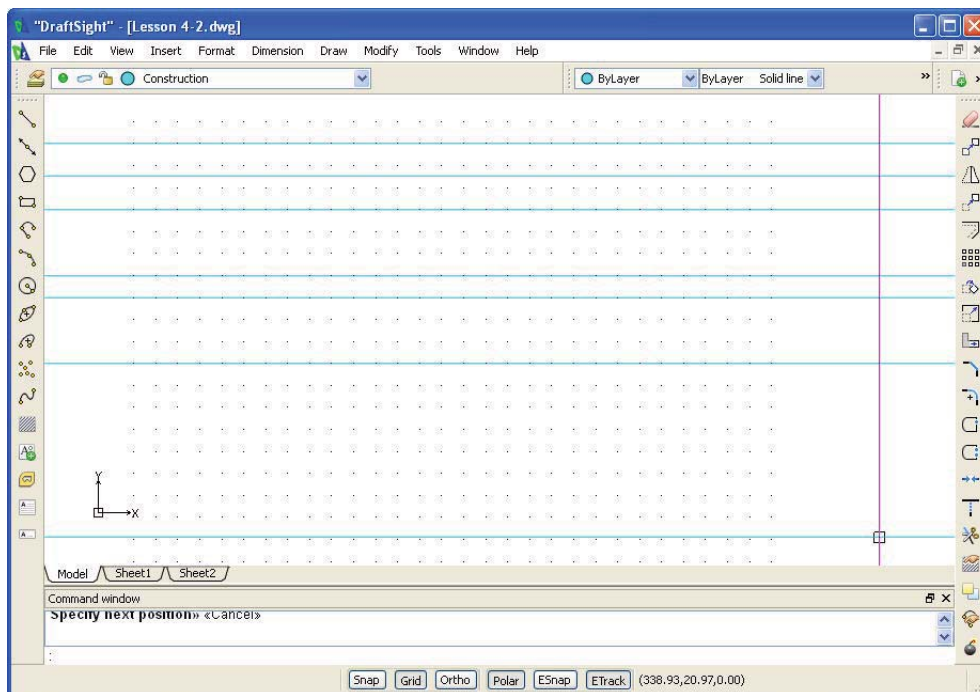 "DraftSight" - [Lesson 4-2.dwg]
File Edit View Insert Format Dimension Draw Modify Tools Window Help
Construction ByLayer ByLayer Solid line
Y
X
Model Sheet1 Sheet2
Command window
Specify next position» «Cancel»
:
Snap Grid Ortho Polar ESnap ETrack (338.93,20.97,0.00)